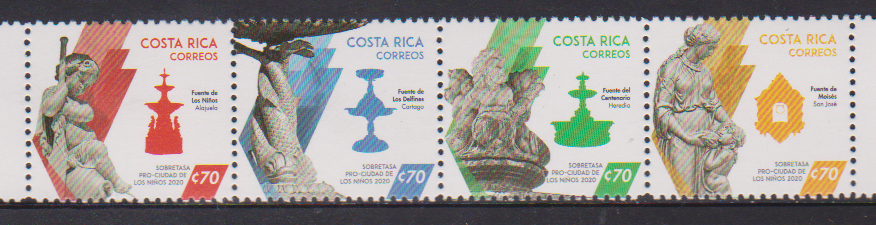 COSTA RICA
CORREOS
Fuente de
Los Niños
Alajuela
SOBRETASA
PRO-CIUDAD DE
LOS NIÑOS 2020
¢70
COSTA RICA
CORREOS
Fuente de
Los Delfines
Cartago
SOBRETASA
PRO-CIUDAD DE
LOS NIÑOS 2020
¢70
COSTA RICA
CORREOS
Fuente del
Centenario
Heredia
SOBRETASA
PRO-CIUDAD DE
LOS NIÑOS 2020
¢70
COSTA RICA
CORREOS
Fuente de
Moisés
San José
SOBRETASA
PRO-CIUDAD DE
LOS NIÑOS 2020
¢70